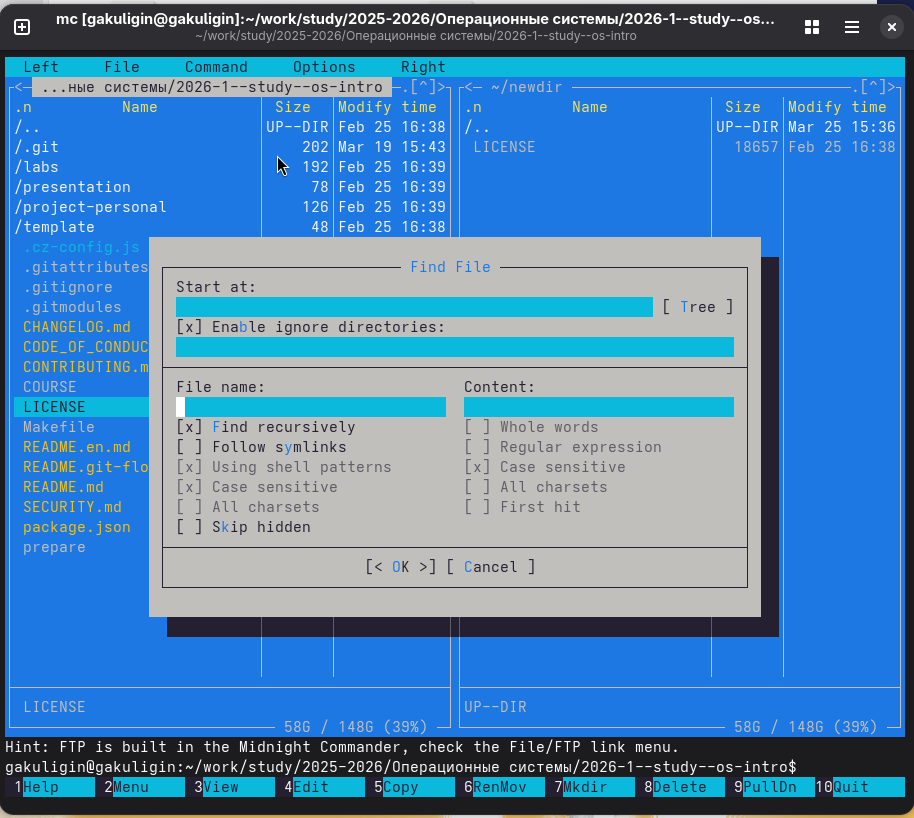 mc [gakuligin@gakuligin]:~/work/study/2025-2026/Операционные системы/2026-1--study--os-...
~/work/study/2025-2026/Операционные системы/2026-1--study--os-intro
Left File Command Options Right
<— ...ные системы/2026-1--study--os-intro —.[^]> <— ~/newdir —.[^]>
.n Name Size Modify time .n Name Size Modify time
/.. UP--DIR Feb 25 16:38 /.. UP--DIR Mar 25 15:36
/.git 202 Mar 19 15:43 LICENSE 18657 Feb 25 16:38
/labs 192 Feb 25 16:39
/presentation 78 Feb 25 16:39
/project-personal 126 Feb 25 16:39
/template 48 Feb 25 16:38
.cz-config.js
.gitattributes Find File
.gitignore Start at:
.gitmodules [ Tree ]
CHANGELOG.md [x] Enable ignore directories:
CODE_OF_CONDUC
CONTRIBUTING.m
COURSE File name: Content:
LICENSE
Makefile [x] Find recursively [ ] Whole words
README.en.md [ ] Follow symlinks [ ] Regular expression
README.git-flo [x] Using shell patterns [x] Case sensitive
README.md [x] Case sensitive [ ] All charsets
SECURITY.md [ ] All charsets [ ] First hit
package.json [ ] Skip hidden
prepare
[< OK >] [ Cancel ]
LICENSE UP--DIR
58G / 148G (39%) 58G / 148G (39%)
Hint: FTP is built in the Midnight Commander, check the File/FTP link menu.
gakuligin@gakuligin:~/work/study/2025-2026/Операционные системы/2026-1--study--os-intro$
1Help 2Menu 3View 4Edit 5Copy 6RenMov 7Mkdir 8Delete 9PullDn 10Quit